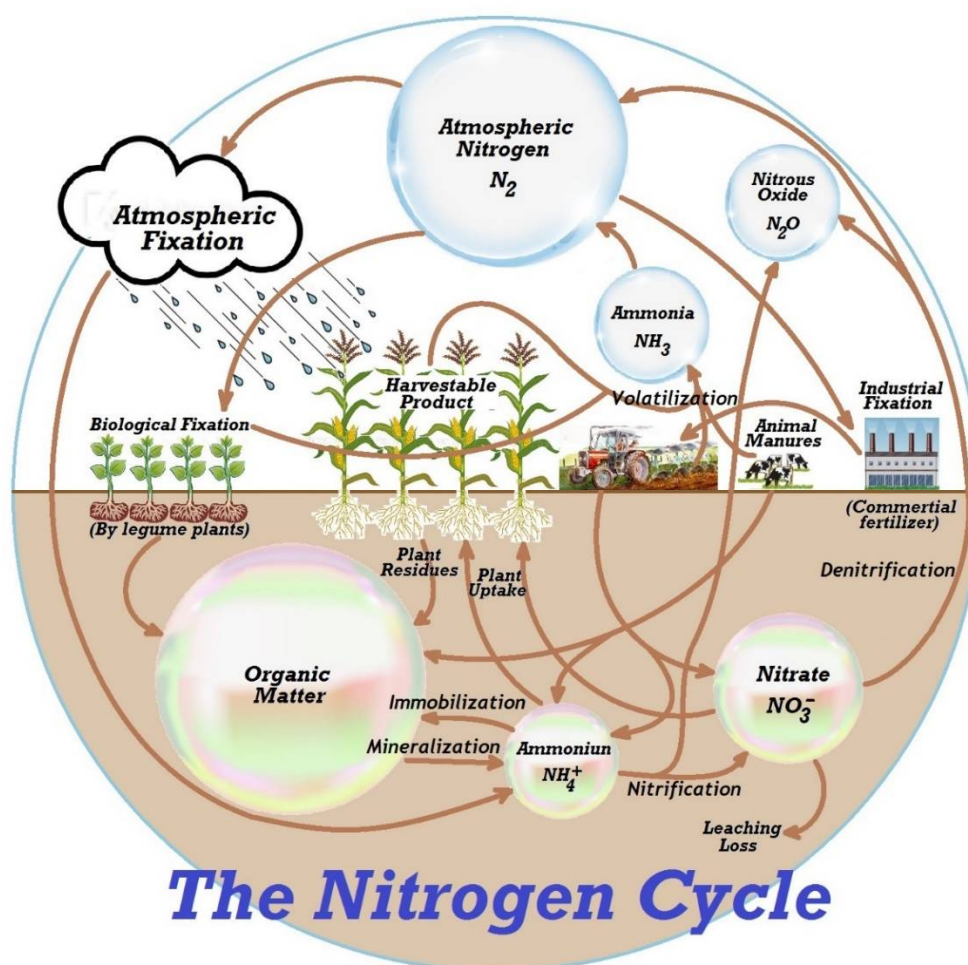 Atmospheric
Nitrogen
N₂
Nitrous
Oxide
N₂O
Atmospheric
Fixation
Ammonia
NH₃
Harvestable
Product
Volatilization
Industrial
Fixation
Biological Fixation
Animal
Manures
(By legume plants)
(Commertial
fertilizer)
Plant
Residues
Plant
Uptake
Denitrification
Organic
Matter
Nitrate
NO₃⁻
Immobilization
Mineralization
Ammoniun
NH₄⁺
Nitrification
Leaching
Loss
The Nitrogen Cycle